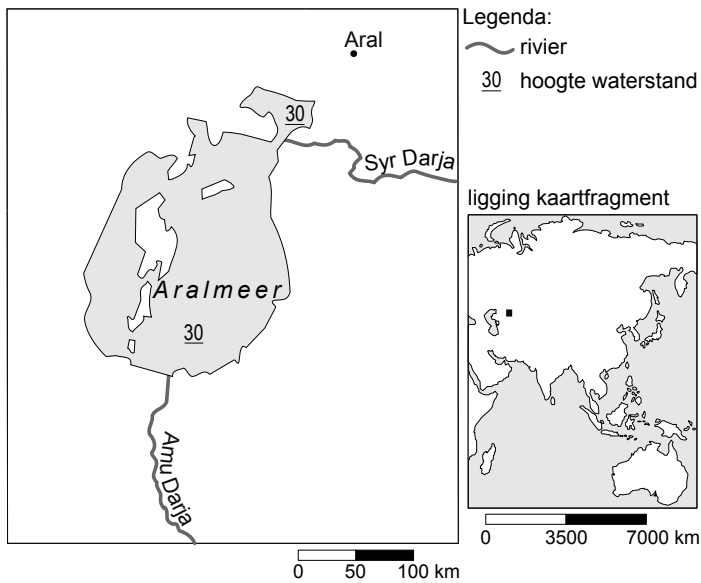 Aral
30
Syr Darja
Aralmeer
30
Amu Darja
0 50 100 km
Legenda:
rivier
30 hoogte waterstand
ligging kaartfragment
0 3500 7000 km